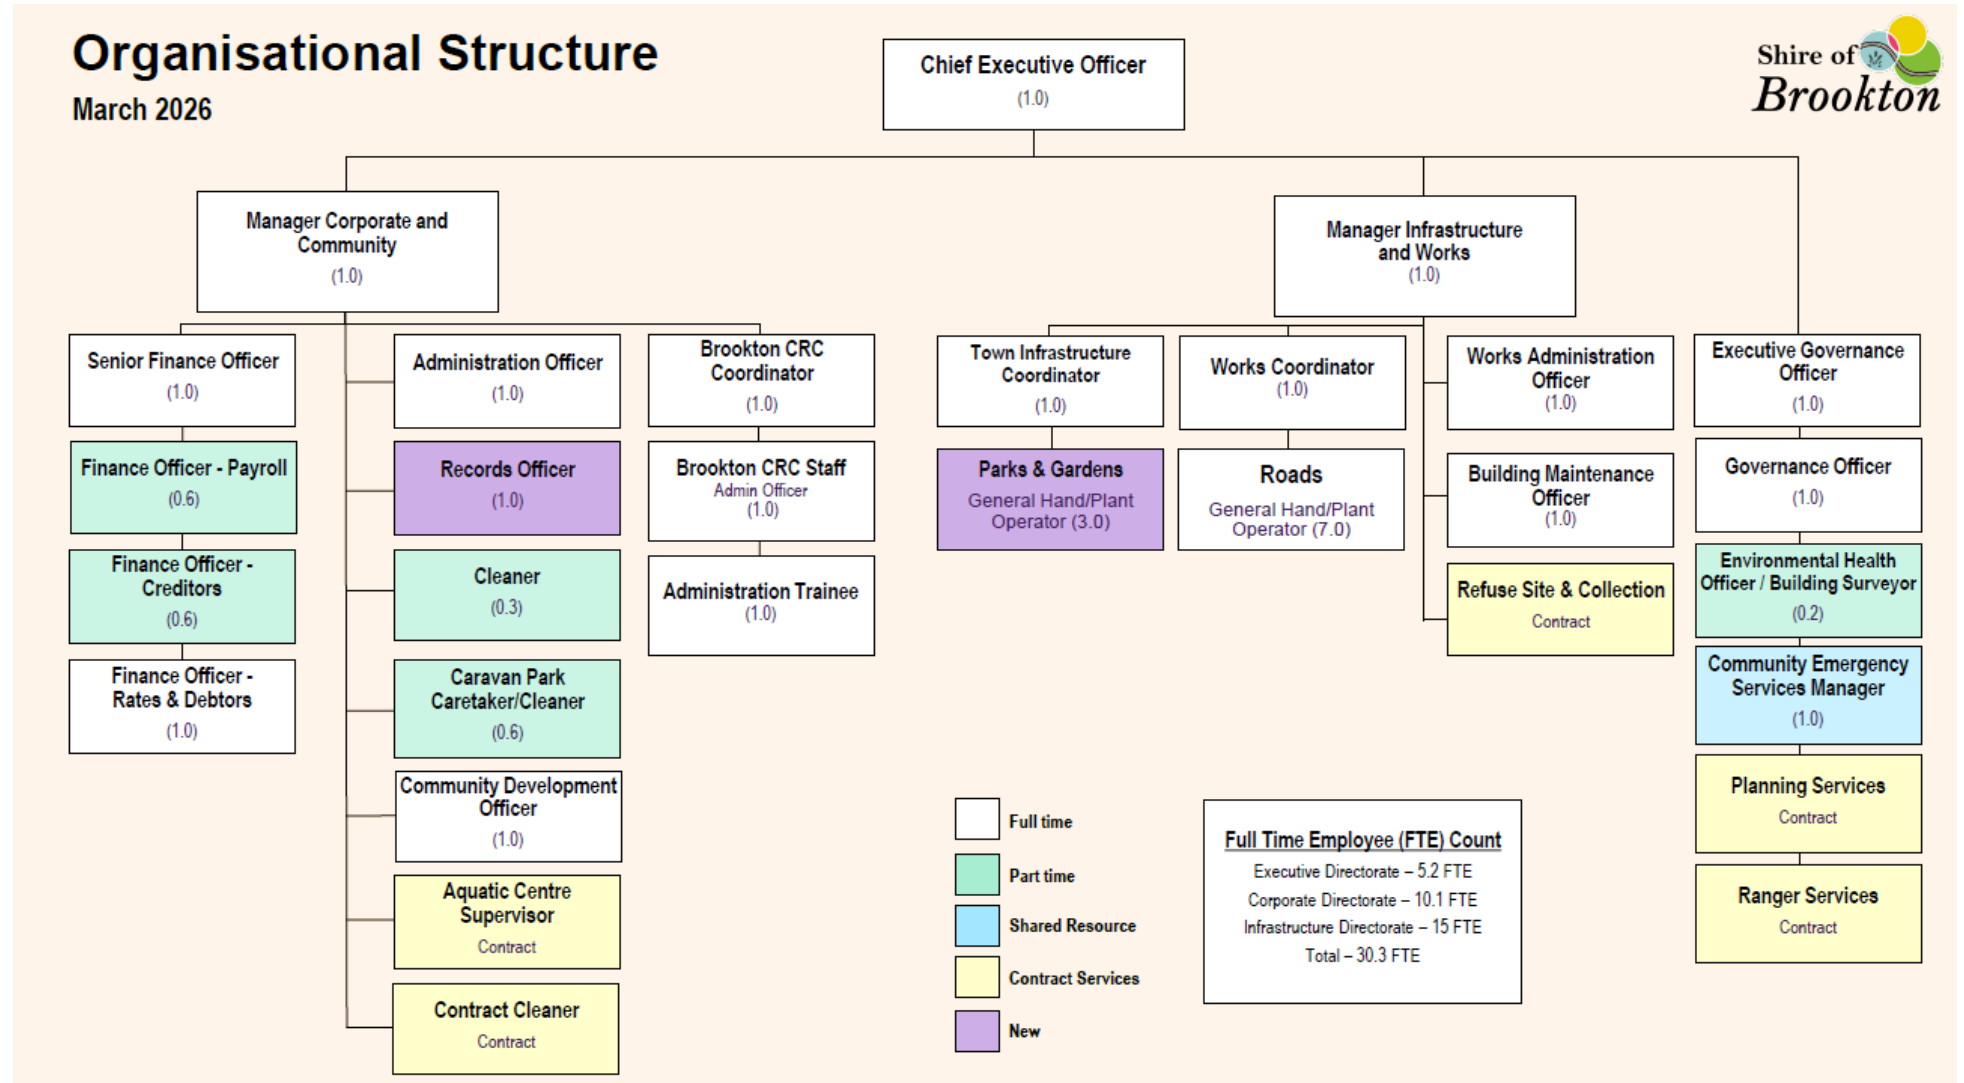 Organisational Structure
March 2026
Shire of
Brookton
Chief Executive Officer
(1.0)
Manager Corporate and
Community
(1.0)
Manager Infrastructure
and Works
(1.0)
Senior Finance Officer
(1.0)
Finance Officer - Payroll
(0.6)
Finance Officer -
Creditors
(0.6)
Finance Officer -
Rates & Debtors
(1.0)
Administration Officer
(1.0)
Records Officer
(1.0)
Cleaner
(0.3)
Caravan Park
Caretaker/Cleaner
(0.6)
Community Development
Officer
(1.0)
Aquatic Centre
Supervisor
Contract
Contract Cleaner
Contract
Brookton CRC
Coordinator
(1.0)
Brookton CRC Staff
Admin Officer
(1.0)
Administration Trainee
(1.0)
Town Infrastructure
Coordinator
(1.0)
Parks & Gardens
General Hand/Plant
Operator (3.0)
Works Coordinator
(1.0)
Roads
General Hand/Plant
Operator (7.0)
Works Administration
Officer
(1.0)
Building Maintenance
Officer
(1.0)
Refuse Site & Collection
Contract
Executive Governance
Officer
(1.0)
Governance Officer
(1.0)
Environmental Health
Officer / Building Surveyor
(0.2)
Community Emergency
Services Manager
(1.0)
Planning Services
Contract
Ranger Services
Contract
Full time
Part time
Shared Resource
Contract Services
New
Full Time Employee (FTE) Count
Executive Directorate – 5.2 FTE
Corporate Directorate – 10.1 FTE
Infrastructure Directorate – 15 FTE
Total – 30.3 FTE